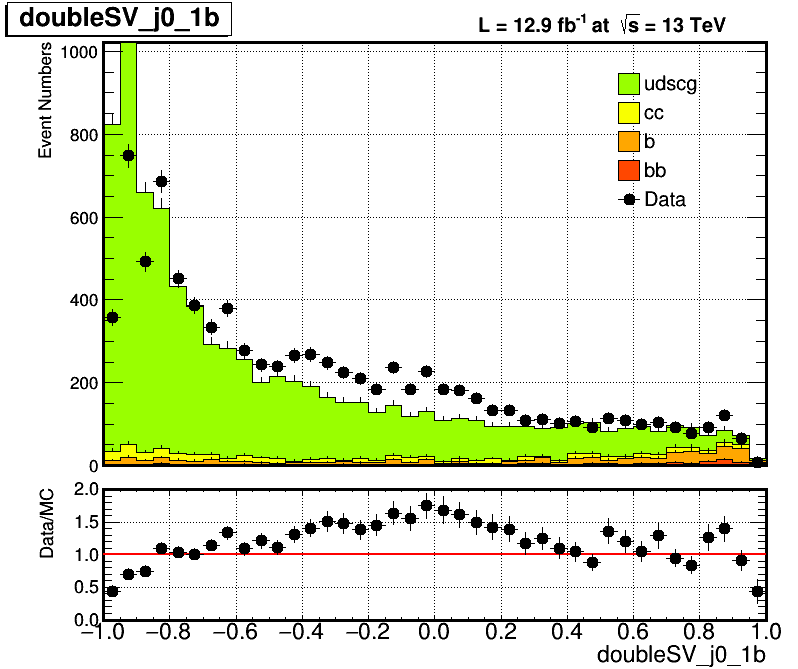 doubleSV_j0_1b
L = 12.9 fb-1 at √s = 13 TeV
Event Numbers
1000
800
600
400
200
0
udscg
cc
b
bb
Data
Data/MC
2.0
1.5
1.0
0.5
0.0
−1.0 −0.8 −0.6 −0.4 −0.2 0.0 0.2 0.4 0.6 0.8 1.0
doubleSV_j0_1b